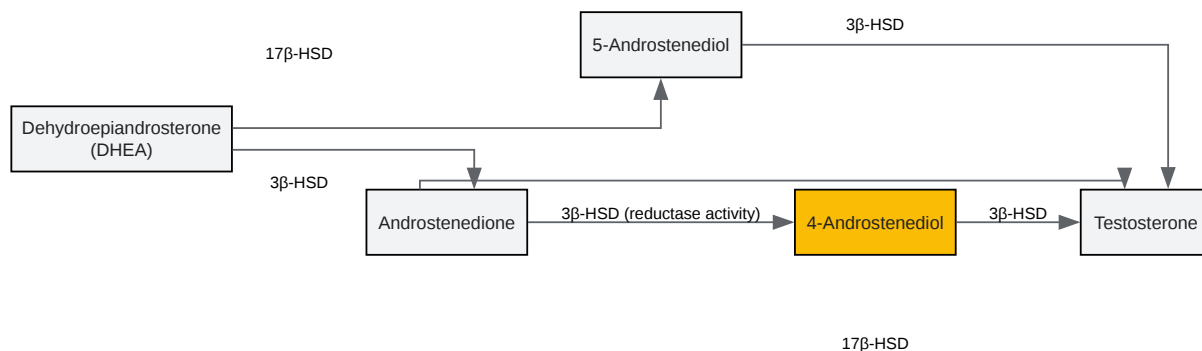 3β-HSD
5-Androstenediol
17β-HSD
Dehydroepiandrosterone
(DHEA)
3β-HSD
Androstenedione
3β-HSD (reductase activity)
4-Androstenediol
3β-HSD
Testosterone
17β-HSD